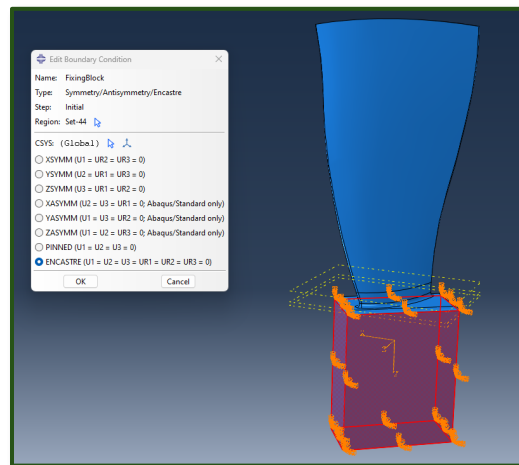 Edit Boundary Condition
Name: FixingBlock
Type: Symmetry/Antisymmetry/Encastre
Step: Initial
Region: Set-44
CSYS: (Global)
XSYMM (U1 = UR2 = UR3 = 0)
YSYMM (U2 = UR1 = UR3 = 0)
ZSYMM (U3 = UR1 = UR2 = 0)
XASYMM (U2 = U3 = UR1 = 0; Abaqus/Standard only)
YASYMM (U1 = U3 = UR2 = 0; Abaqus/Standard only)
ZASYMM (U1 = U2 = UR3 = 0; Abaqus/Standard only)
PINNED (U1 = U2 = U3 = 0)
ENCASTRE (U1 = U2 = U3 = UR1 = UR2 = UR3 = 0)
OK Cancel